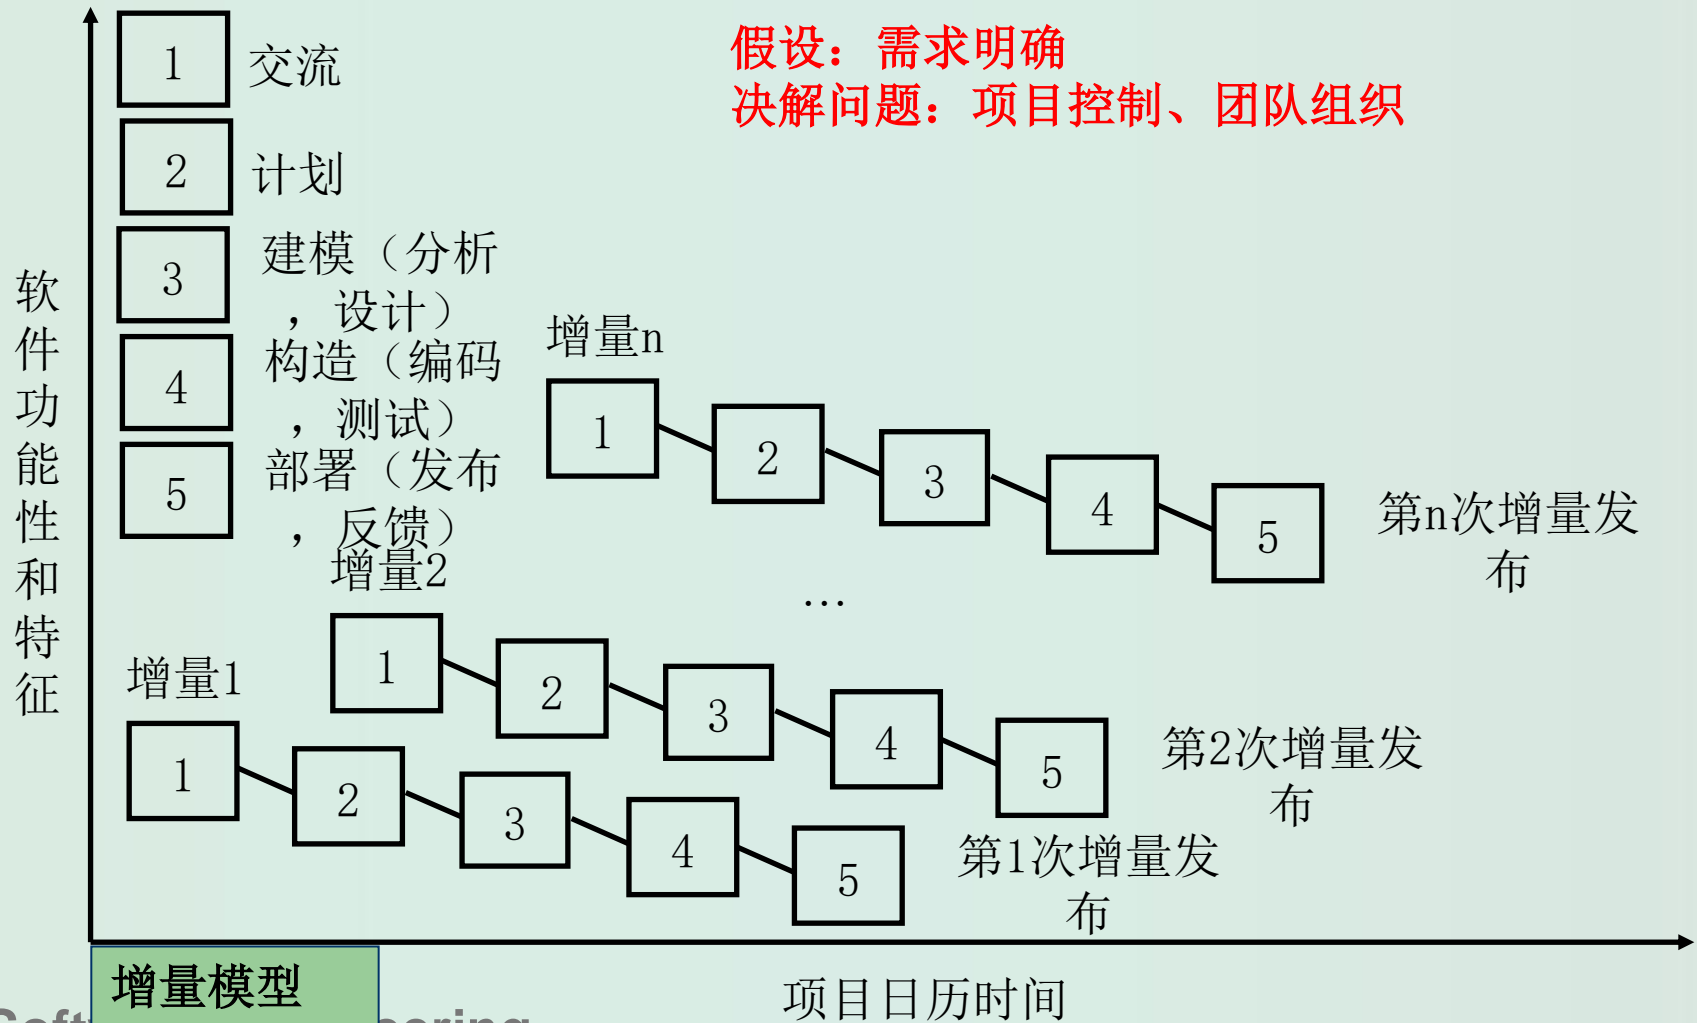 假设：需求明确
决解问题：项目控制、团队组织
1
交流
2
计划
3
建模（分析
，设计）
4
构造（编码
，测试）
5
部署（发布
，反馈）
软
件
功
能
性
和
特
征
增量n
1
2
3
4
5
第n次增量发
布
…
增量2
1
2
3
4
5
第2次增量发
布
增量1
1
2
3
4
5
第1次增量发
布
增量模型
项目日历时间